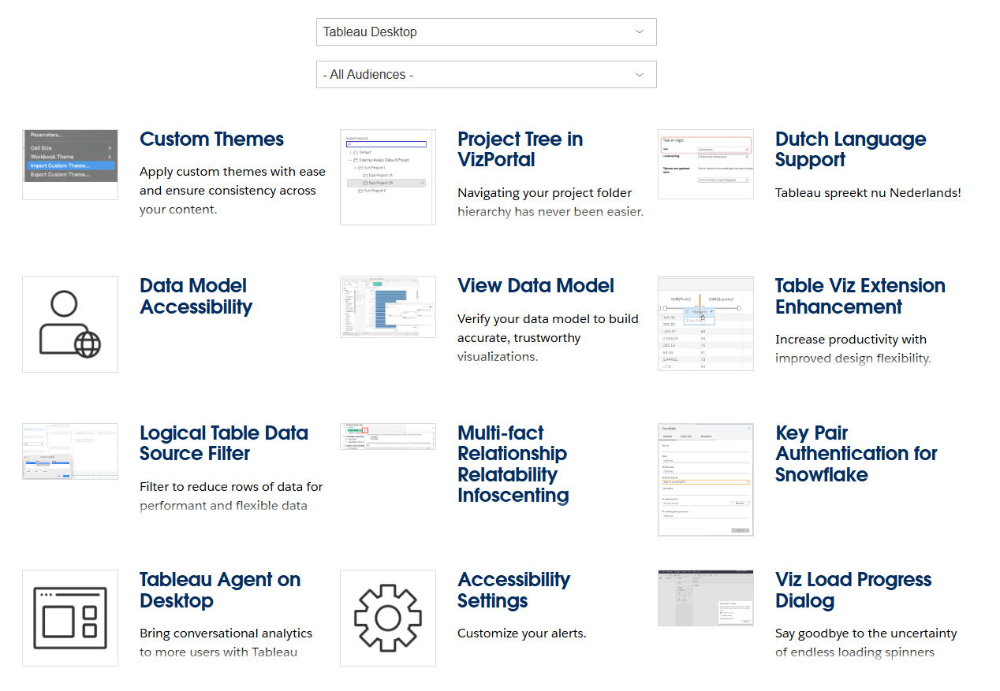 Tableau Desktop
- All Audiences -
Parameters...
Cell Size
Workbook Theme
Import Custom Theme...
Export Custom Theme...
Custom Themes
Apply custom themes with ease
and ensure consistency across
your content.
Default
External Assets Default Project
Sub Project 1
Sub Project 1A
Sub Project 1B
Sub Project 2
Project Tree in
VizPortal
Navigating your project folder
hierarchy has never been easier.
Taal en regio
Taal
Dutch Language
Support
Tableau spreekt nu Nederlands!
Data Model
Accessibility
View Data Model
Verify your data model to build
accurate, trustworthy
visualizations.
SUM(Profit)
SUM(Quantity)
Table Viz Extension
Enhancement
Increase productivity with
improved design flexibility.
Logical Table Data
Source Filter
Filter to reduce rows of data for
performant and flexible data
Multi-fact
Relationship
Relatability
Infoscenting
Snowflake
General
Key Pair
Authentication for
Snowflake
Tableau Agent on
Desktop
Bring conversational analytics
to more users with Tableau
Accessibility
Settings
Customize your alerts.
Viz Load Progress
Dialog
Say goodbye to the uncertainty
of endless loading spinners